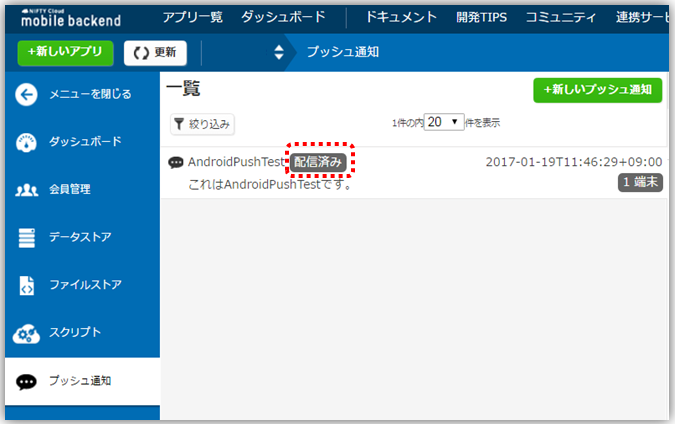 NIFTY Cloud
mobile backend
アプリ一覧 ダッシュボード ドキュメント 開発TIPS コミュニティ 連携サービ
+新しいアプリ 更新 プッシュ通知
メニューを閉じる
ダッシュボード
会員管理
データストア
ファイルストア
スクリプト
プッシュ通知
一覧
+新しいプッシュ通知
絞り込み 1件の内 20 件を表示
AndroidPushTest 配信済み 2017-01-19T11:46:29+09:00
これはAndroidPushTestです。 1 端末